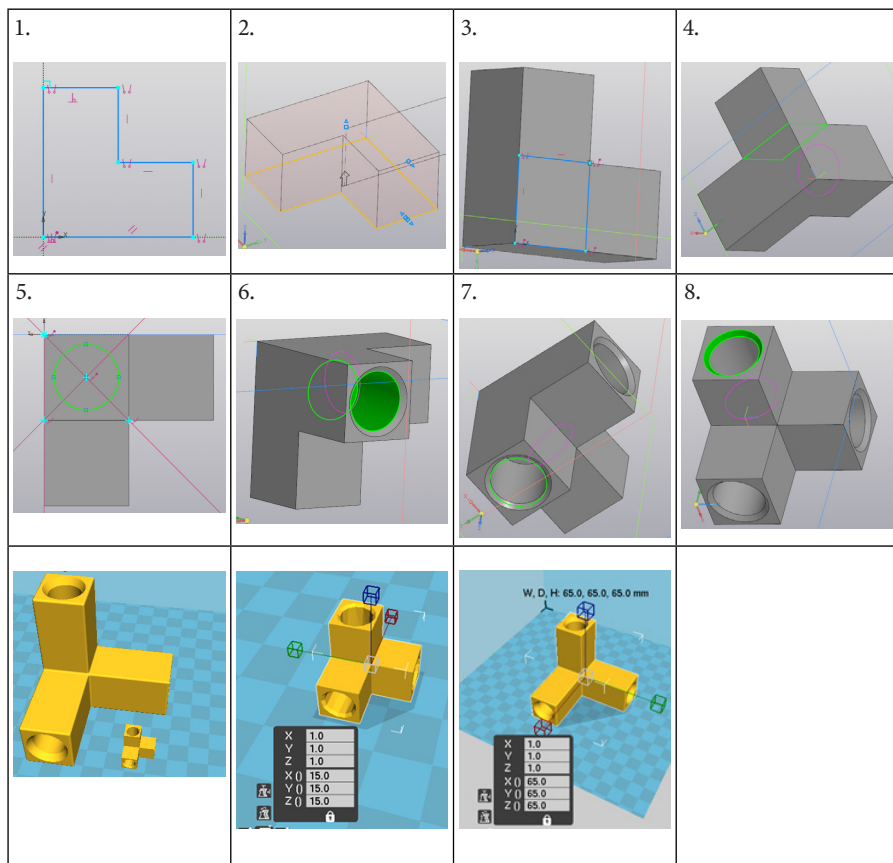 1.
2.
3.
4.
5.
6.
7.
8.
X 1.0
Y 1.0
Z 1.0
X () 15.0
Y () 15.0
Z () 15.0
W, D, H: 65.0, 65.0, 65.0 mm
X 1.0
Y 1.0
Z 1.0
X () 65.0
Y () 65.0
Z () 65.0